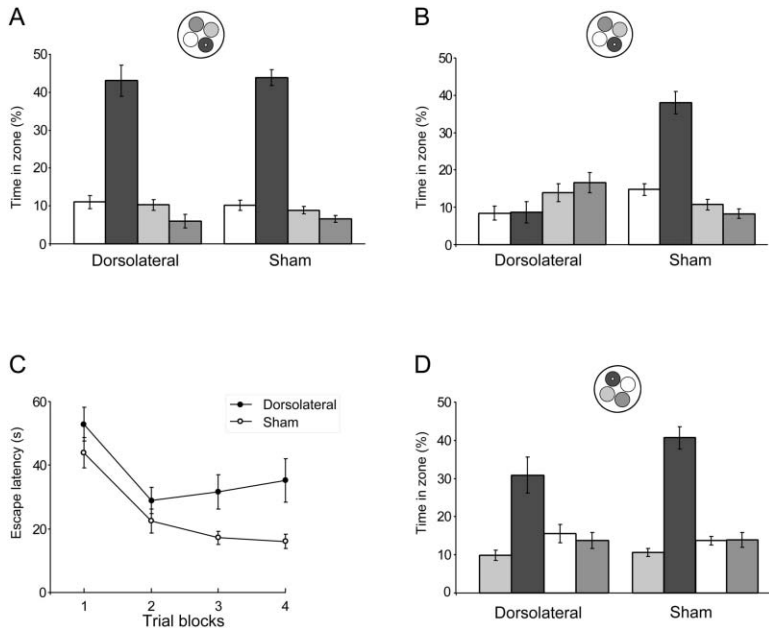 A
50
40
30
20
10
0
Time in zone (%)
Dorsolateral Sham
B
50
40
30
20
10
0
Time in zone (%)
Dorsolateral Sham
C
60
40
20
0
Escape latency (s)
Dorsolateral
Sham
1 2 3 4
Trial blocks
D
50
40
30
20
10
0
Time in zone (%)
Dorsolateral Sham